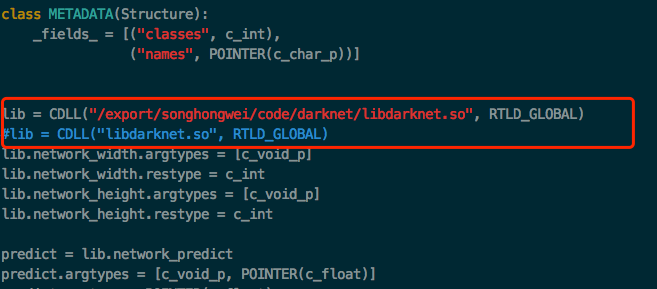 class METADATA(Structure):
    _fields_ = [("classes", c_int),
                ("names", POINTER(c_char_p))]
lib = CDLL("/export/songhongwei/code/darknet/libdarknet.so", RTLD_GLOBAL)
#lib = CDLL("libdarknet.so", RTLD_GLOBAL)
lib.network_width.argtypes = [c_void_p]
lib.network_width.restype = c_int
lib.network_height.argtypes = [c_void_p]
lib.network_height.restype = c_int
predict = lib.network_predict
predict.argtypes = [c_void_p, POINTER(c_float)]